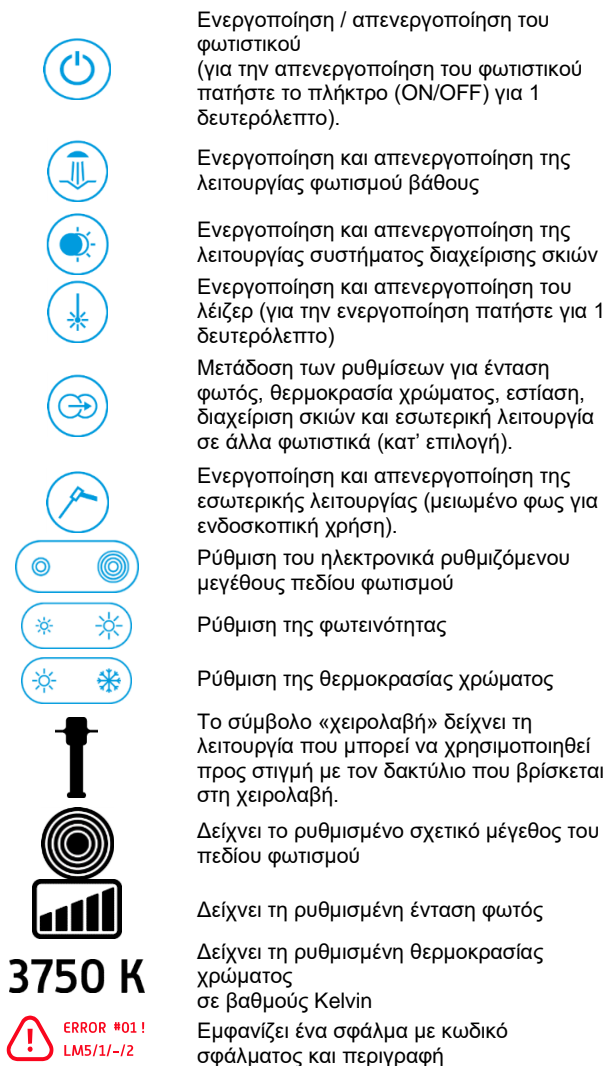 Ενεργοποίηση / απενεργοποίηση του
φωτιστικού
(για την απενεργοποίηση του φωτιστικού
πατήστε το πλήκτρο (ON/OFF) για 1
δευτερόλεπτο).
Ενεργοποίηση και απενεργοποίηση της
λειτουργίας φωτισμού βάθους
Ενεργοποίηση και απενεργοποίηση της
λειτουργίας συστήματος διαχείρισης σκιών
Ενεργοποίηση και απενεργοποίηση του
λέιζερ (για την ενεργοποίηση πατήστε για 1
δευτερόλεπτο)
Μετάδοση των ρυθμίσεων για ένταση
φωτός, θερμοκρασία χρώματος, εστίαση,
διαχείριση σκιών και εσωτερική λειτουργία
σε άλλα φωτιστικά (κατ' επιλογή).
Ενεργοποίηση και απενεργοποίηση της
εσωτερικής λειτουργίας (μειωμένο φως για
ενδοσκοπική χρήση).
Ρύθμιση του ηλεκτρονικά ρυθμιζόμενου
μεγέθους πεδίου φωτισμού
Ρύθμιση της φωτεινότητας
Ρύθμιση της θερμοκρασίας χρώματος
Το σύμβολο «χειρολαβή» δείχνει τη
λειτουργία που μπορεί να χρησιμοποιηθεί
προς στιγμή με τον δακτύλιο που βρίσκεται
στη χειρολαβή.
Δείχνει το ρυθμισμένο σχετικό μέγεθος του
πεδίου φωτισμού
Δείχνει τη ρυθμισμένη ένταση φωτός
3750 K
Δείχνει τη ρυθμισμένη θερμοκρασίας
χρώματος
σε βαθμούς Kelvin
ERROR #01 !
LM5/1/-/2
Εμφανίζει ένα σφάλμα με κωδικό
σφάλματος και περιγραφή